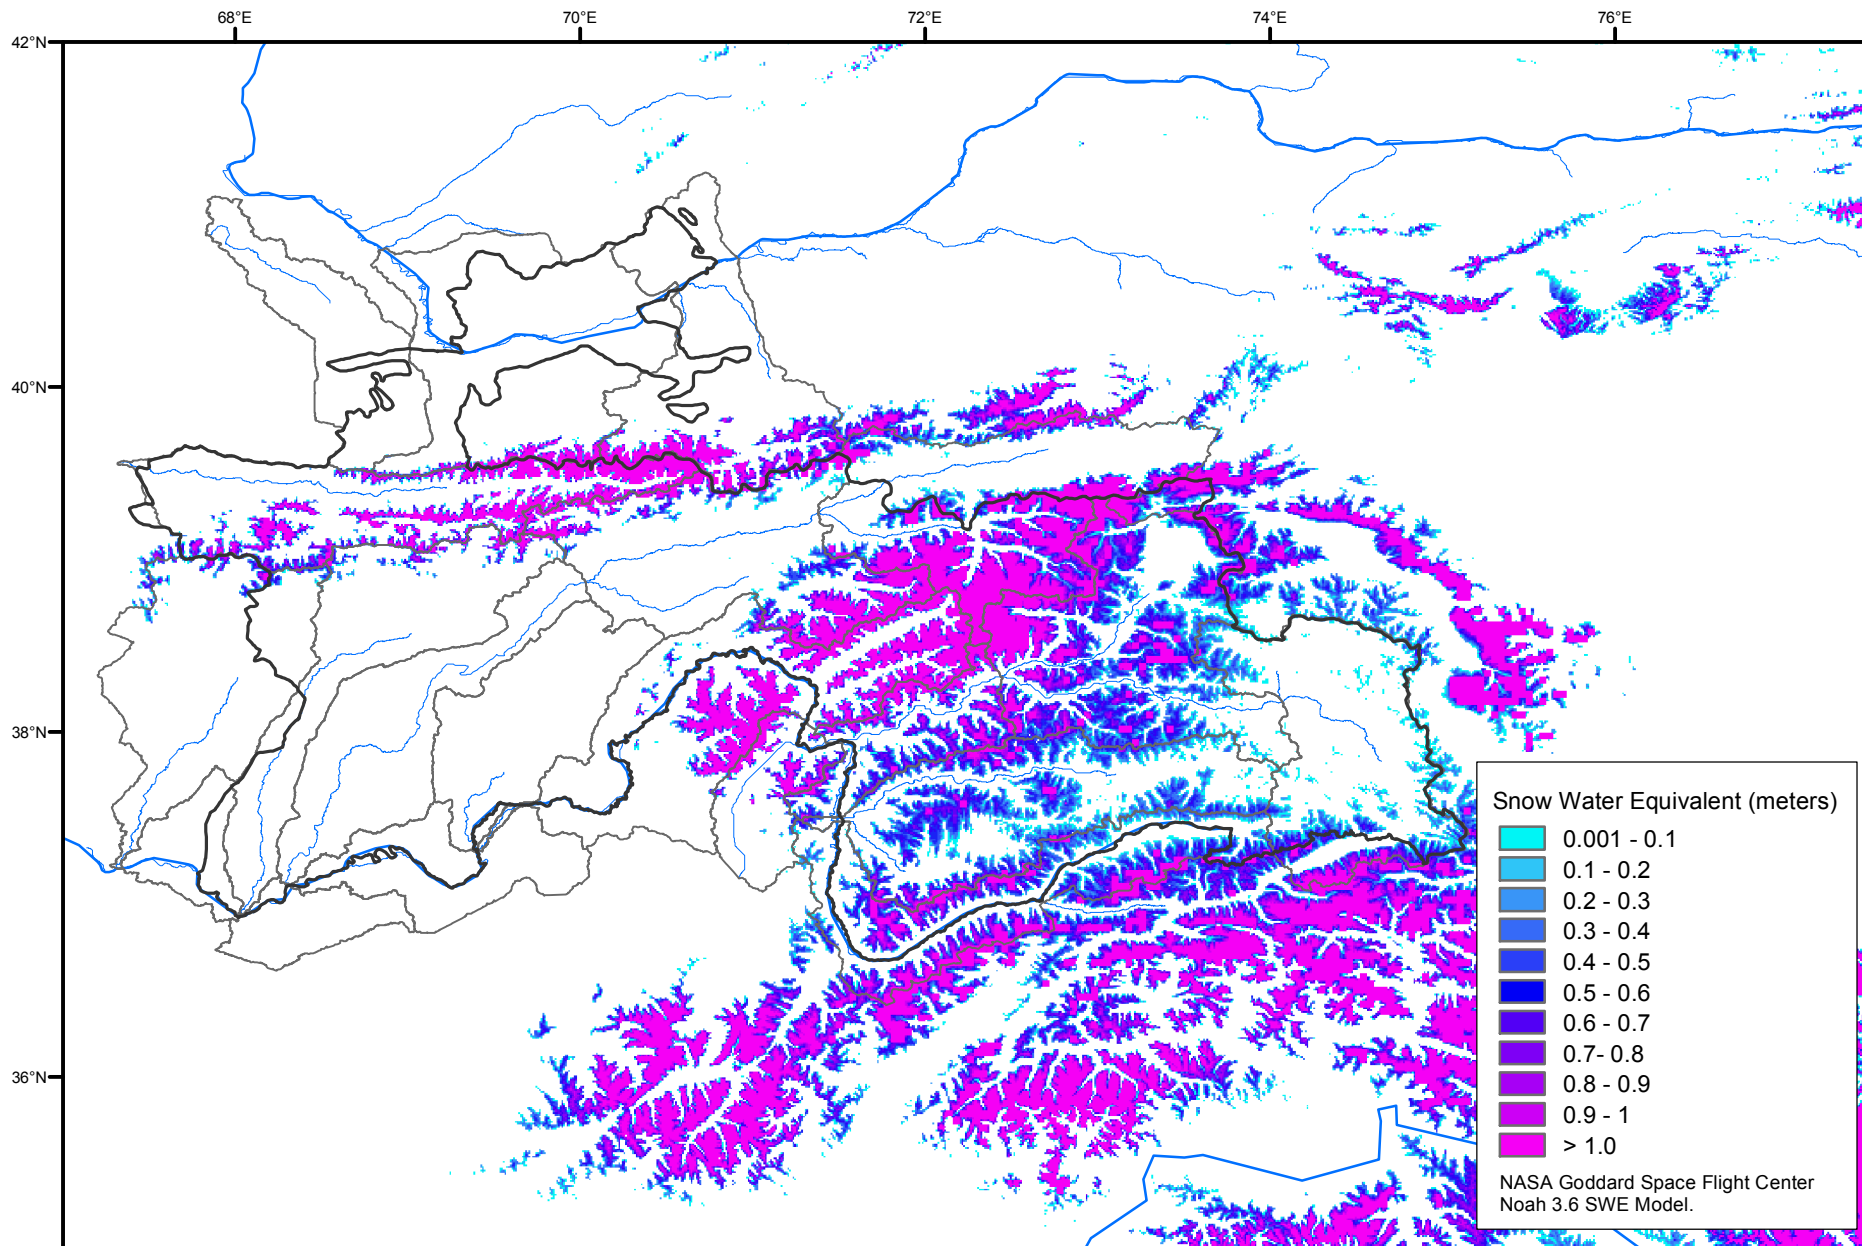 68°E
70°E
72°E
74°E
76°E
42°N
40°N
38°N
36°N
Snow Water Equivalent (meters)
0.001 - 0.1
0.1 - 0.2
0.2 - 0.3
0.3 - 0.4
0.4 - 0.5
0.5 - 0.6
0.6 - 0.7
0.7- 0.8
0.8 - 0.9
0.9 - 1
> 1.0
NASA Goddard Space Flight Center
Noah 3.6 SWE Model.